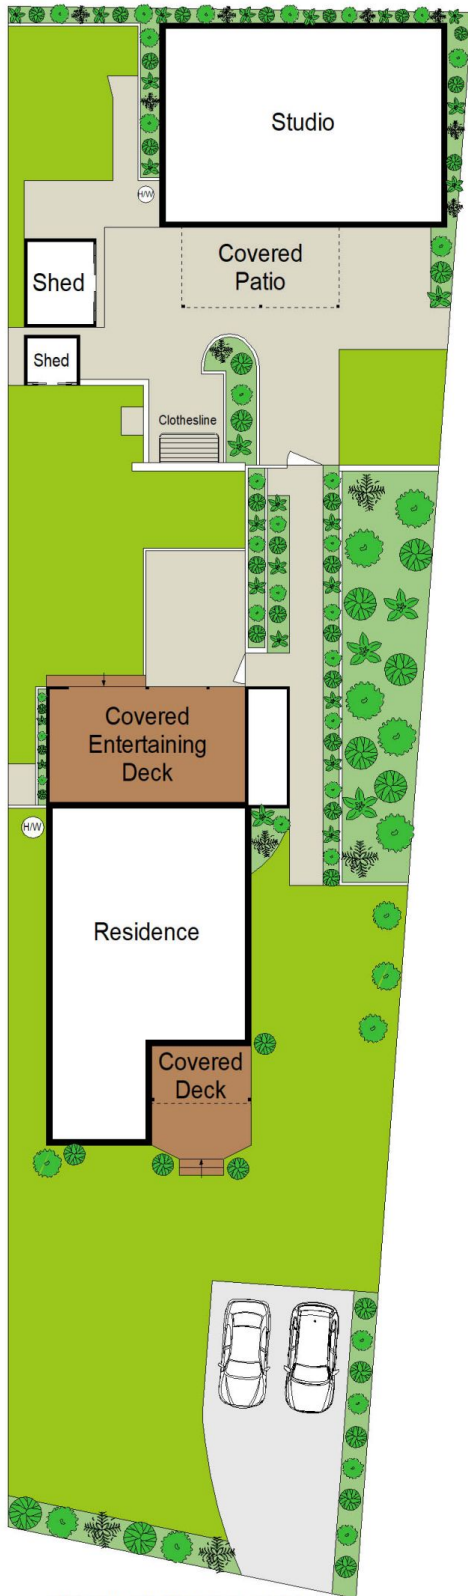 Studio
H/W
Covered
Patio
Shed
Shed
Clothesline
Covered
Entertaining
Deck
H/W
Residence
Covered
Deck